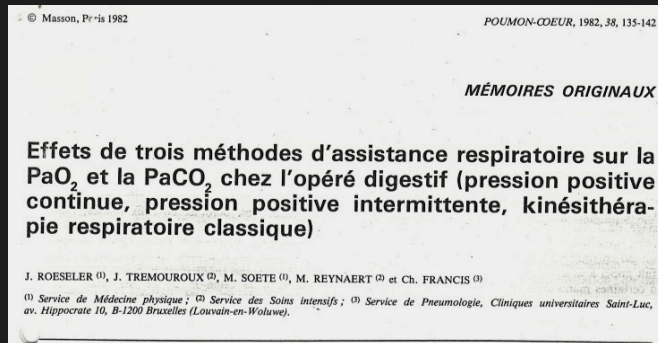 © Masson, Paris 1982
POUMON-CŒUR, 1982, 38, 135-142
MÉMOIRES ORIGINAUX
Effets de trois méthodes d'assistance respiratoire sur la
PaO₂ et la PaCO₂ chez l'opéré digestif (pression positive
continue, pression positive intermittente, kinésithéra-
pie respiratoire classique)
J. ROESELER (1), J. TREMOUROUX (2), M. SOETE (1), M. REYNAERT (2) et Ch. FRANCIS (3)
(1) Service de Médecine physique ; (2) Service des Soins intensifs ; (3) Service de Pneumologie, Cliniques universitaires Saint-Luc,
av. Hippocrate 10, B-1200 Bruxelles (Louvain-en-Woluwe).